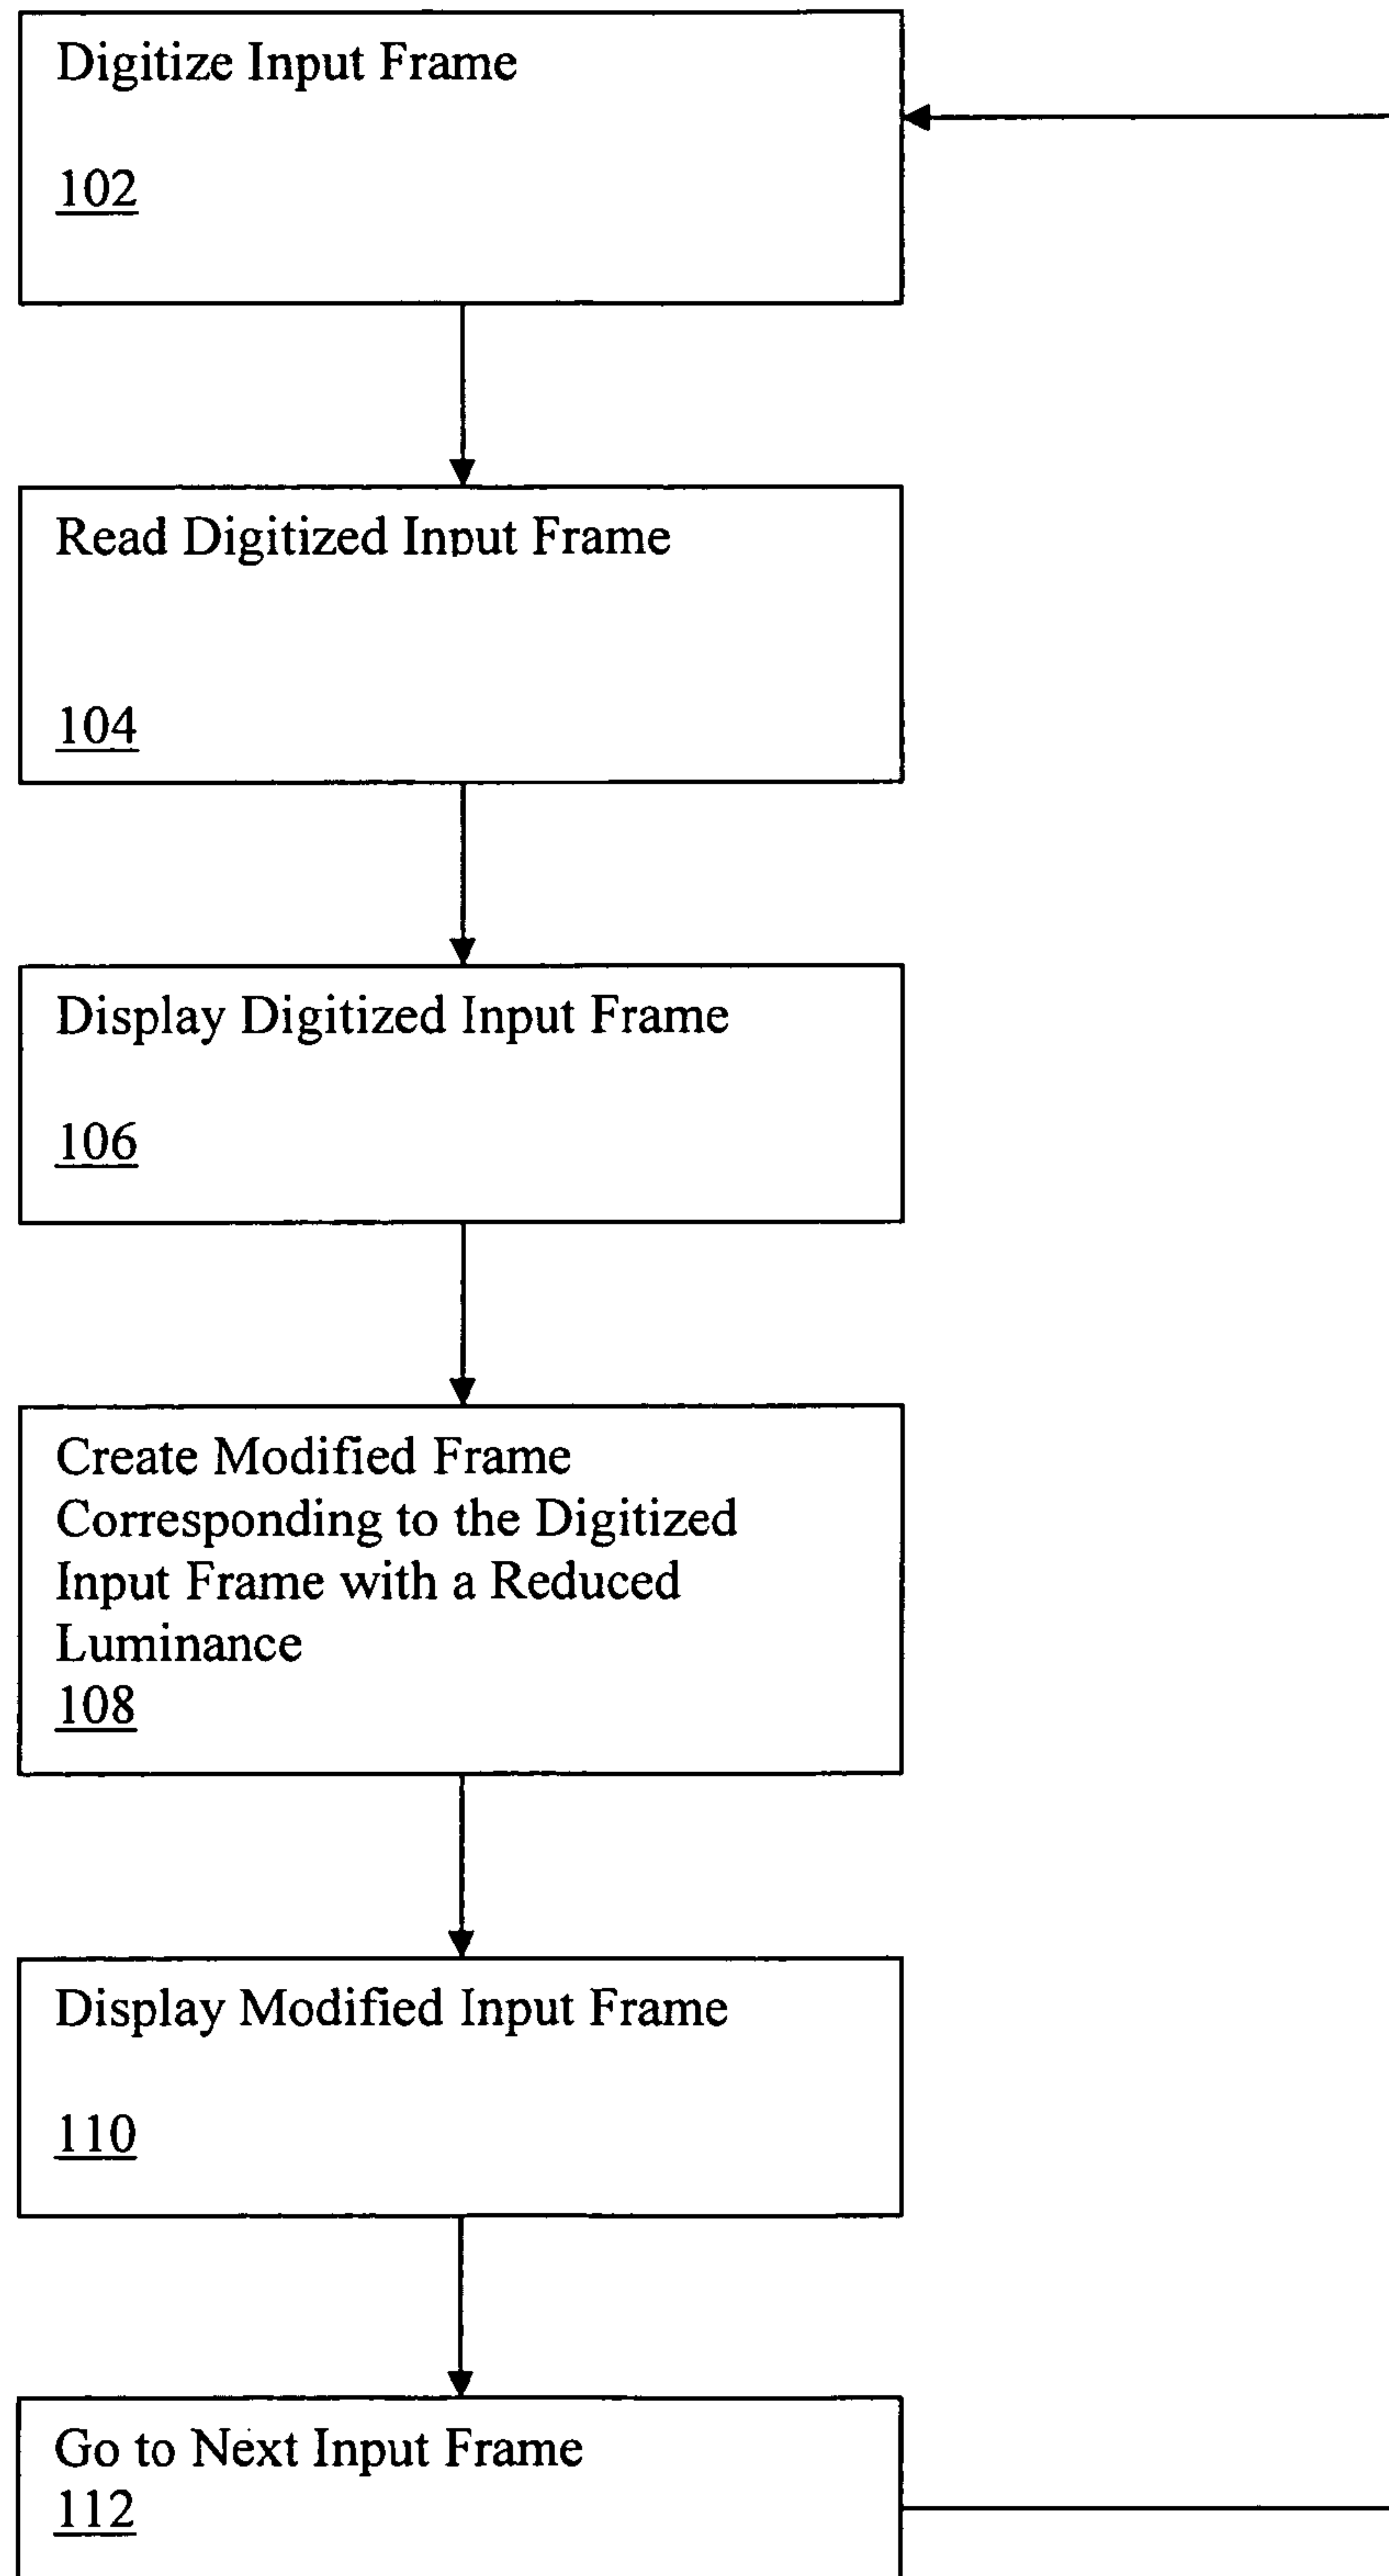 Digitize Input Frame
102
Read Digitized Input Frame
104
Display Digitized Input Frame
106
Create Modified Frame
Corresponding to the Digitized
Input Frame with a Reduced
Luminance
108
Display Modified Input Frame
110
Go to Next Input Frame
112